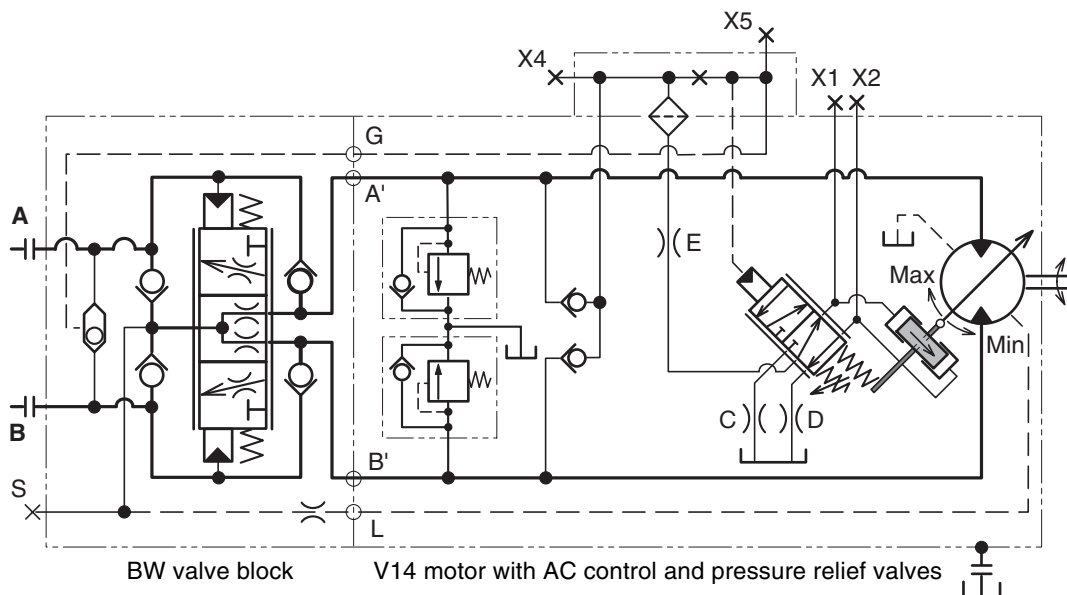 X5
X4
X1 X2
G
A'
A
E
Max
Min
B
C
D
B'
S
L
BW valve block
V14 motor with AC control and pressure relief valves